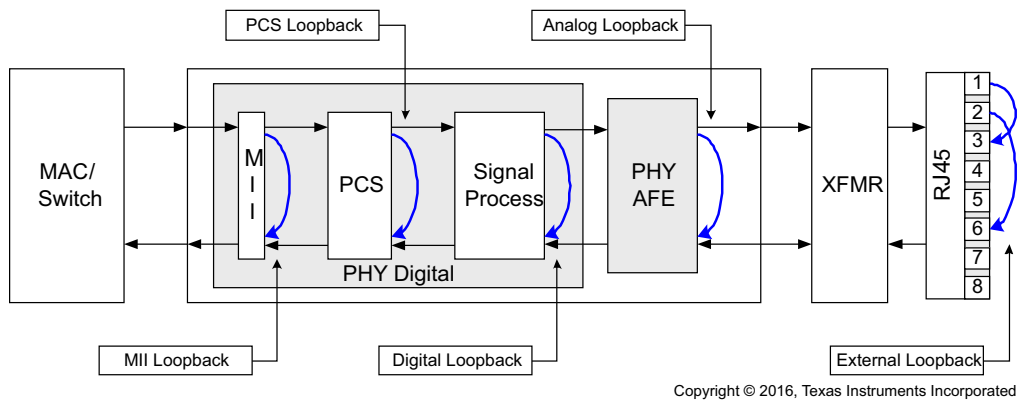 PCS Loopback
Analog Loopback
MAC/
Switch
M
I
I
PCS
Signal
Process
PHY
AFE
XFMR
RJ45
1
2
3
4
5
6
7
8
PHY Digital
MII Loopback
Digital Loopback
External Loopback
Copyright © 2016, Texas Instruments Incorporated